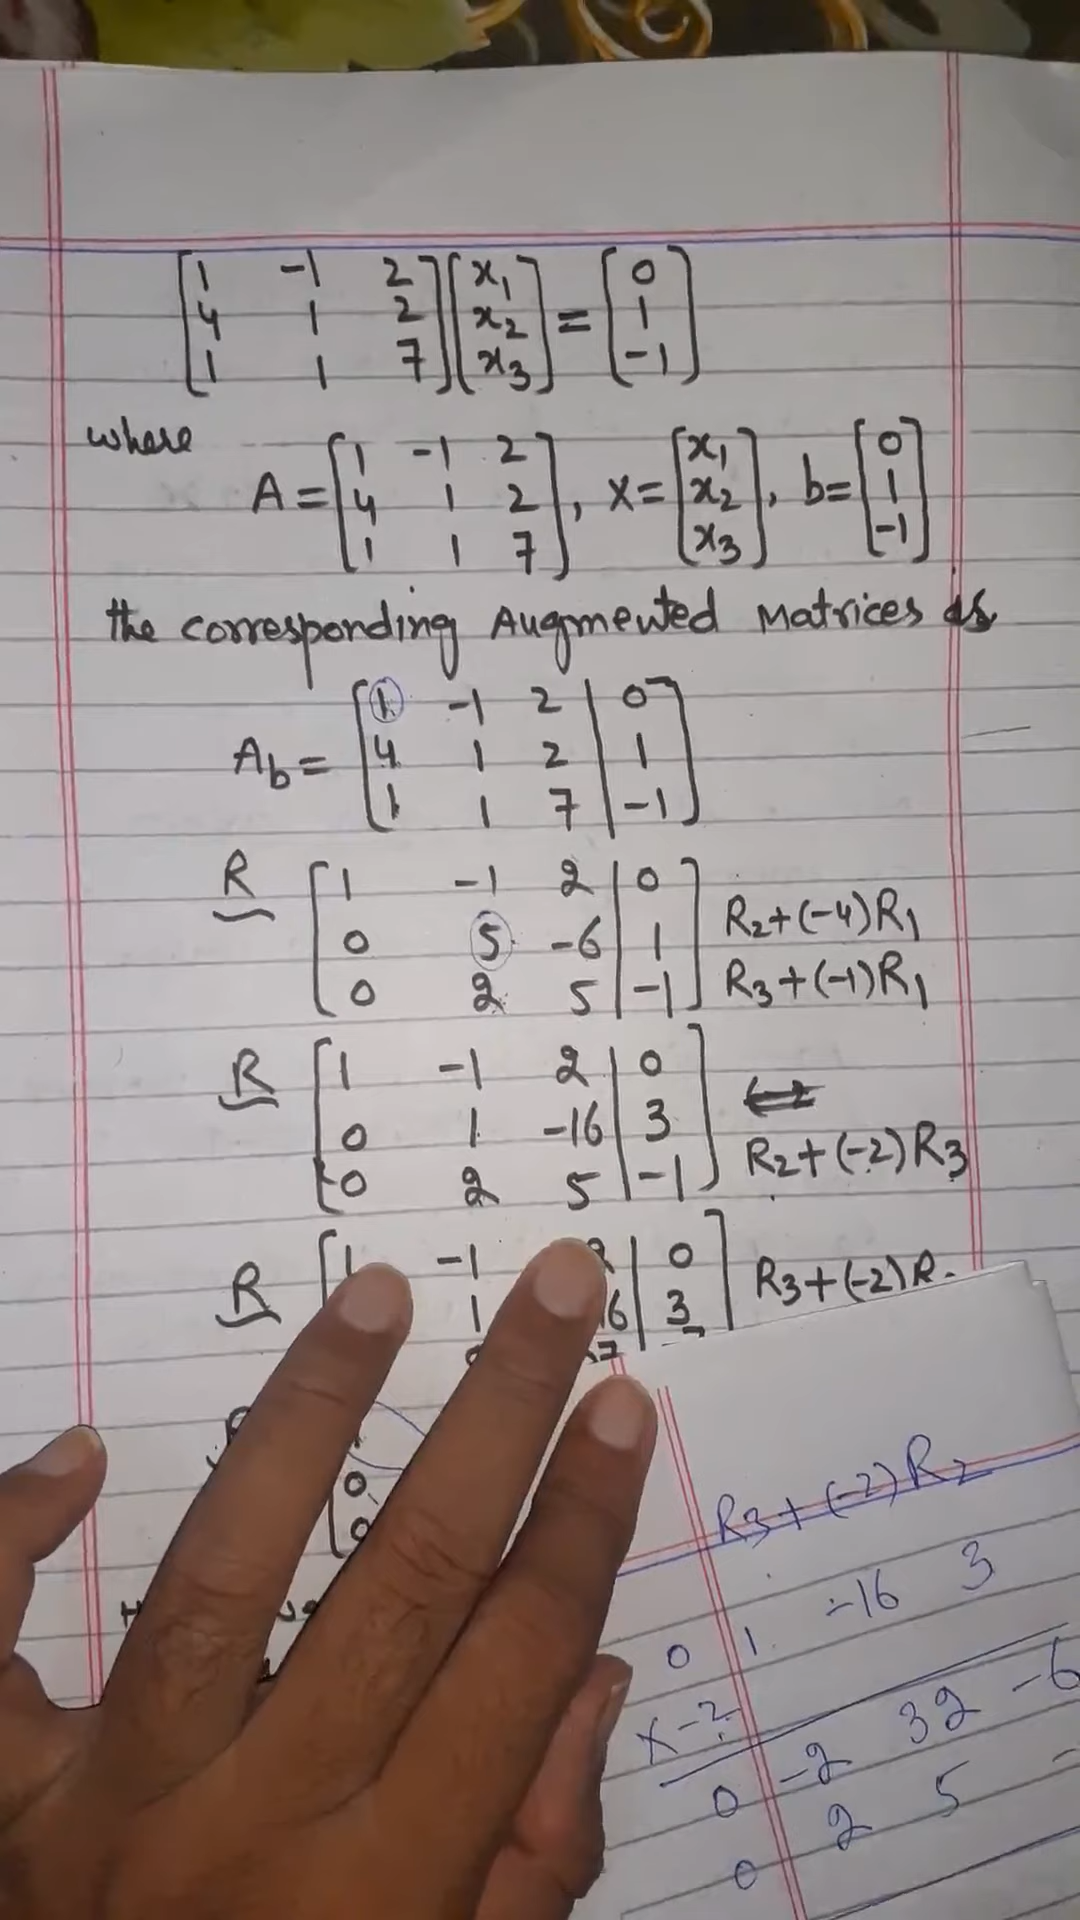 [1 -1 2] [x₁] = [0]
[4 1 2] [x₂] [1]
[1 1 7] [x₃] [-1]
where
A = [1 -1 2], X = [x₁], b = [0]
[4 1 2] [x₂] [1]
[1 1 7] [x₃] [-1]
the corresponding Augmented Matrices as
A_b = [1 -1 2 | 0]
[4 1 2 | 1]
[1 1 7 | -1]
R [1 -1 2 | 0]
[0 5 -6 | 1] R₂+(-4)R₁
[0 2 5 | -1] R₃+(-1)R₁
R [1 -1 2 | 0]
[0 1 -16 | 3]
[0 2 5 | -1] R₂+(-2)R₃
R [1 -1 2 | 0] R₃+(-2)R
1 16 | 3
0
0
R₃+(-2)R₂
0 1 -16 3
x -2
0 -2 32 -6
0 2 5 -